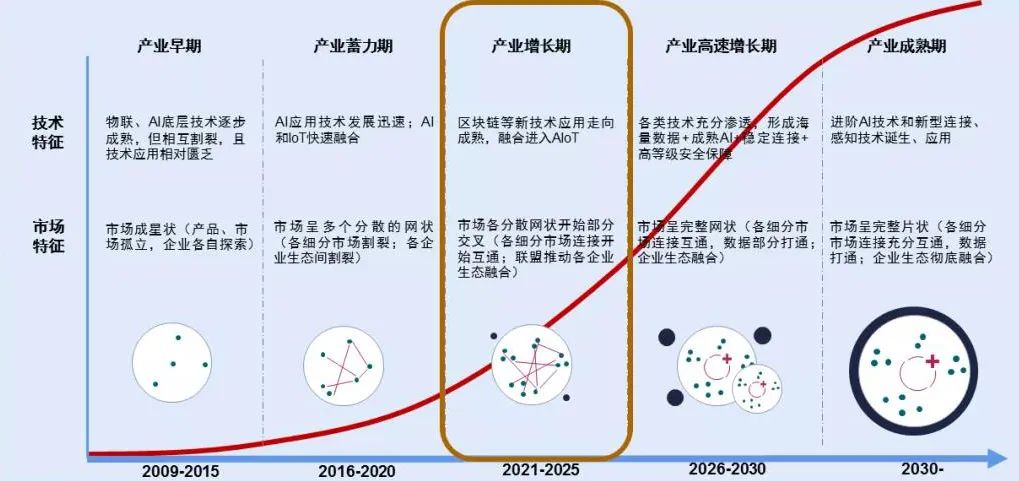 产业早期
产业蓄力期
产业增长期
产业高速增长期
产业成熟期
技术
特征
物联、AI底层技术逐步
成熟，但相互割裂，且
技术应用相对匮乏
AI应用技术发展迅速；AI
和IoT快速融合
区块链等新技术应用走向
成熟，融合进入AIoT
各类技术充分渗透；形成海
量数据+成熟AI+稳定连接+
高等级安全保障
进阶AI技术和新型连接、
感知技术诞生、应用
市场
特征
市场成星状（产品、市
场孤立，企业各自探索）
市场呈多个分散的网状
（各细分市场割裂；各企
业生态间割裂）
市场各分散网状开始部分
交叉（各细分市场连接开
始互通；联盟推动各企业
生态融合）
市场呈完整网状（各细分市
场连接互通，数据部分打通；
企业生态融合）
市场呈完整片状（各细分
市场连接充分互通，数据
打通；企业生态彻底融合）
2009-2015
2016-2020
2021-2025
2026-2030
2030-